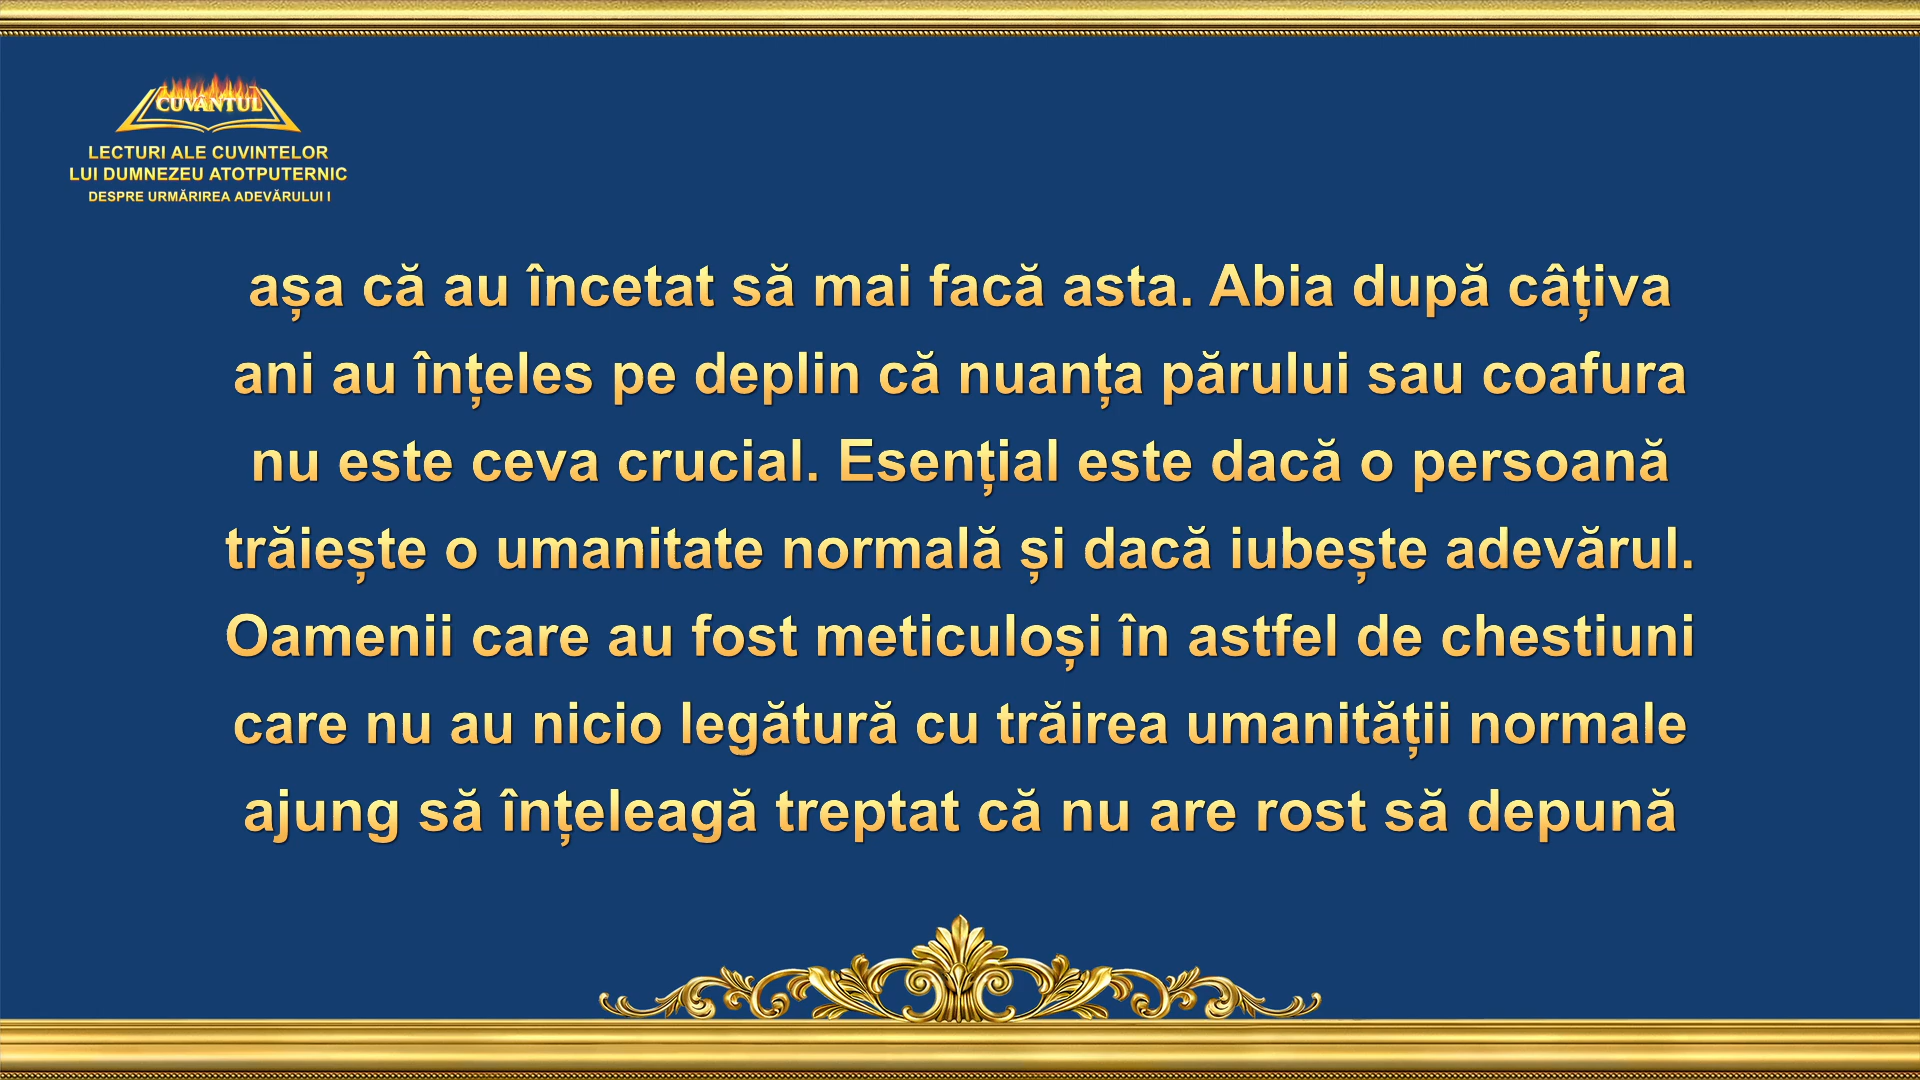 CUVÂNTUL
LECTURI ALE CUVINTELOR
LUI DUMNEZEU ATOTPUTERNIC
DESPRE URMĂRIREA ADEVĂRULUI I
așa că au încetat să mai facă asta. Abia după câțiva
ani au înțeles pe deplin că nuanța părului sau coafura
nu este ceva crucial. Esențial este dacă o persoană
trăiește o umanitate normală și dacă iubește adevărul.
Oamenii care au fost meticuloși în astfel de chestiuni
care nu au nicio legătură cu trăirea umanității normale
ajung să înțeleagă treptat că nu are rost să depună